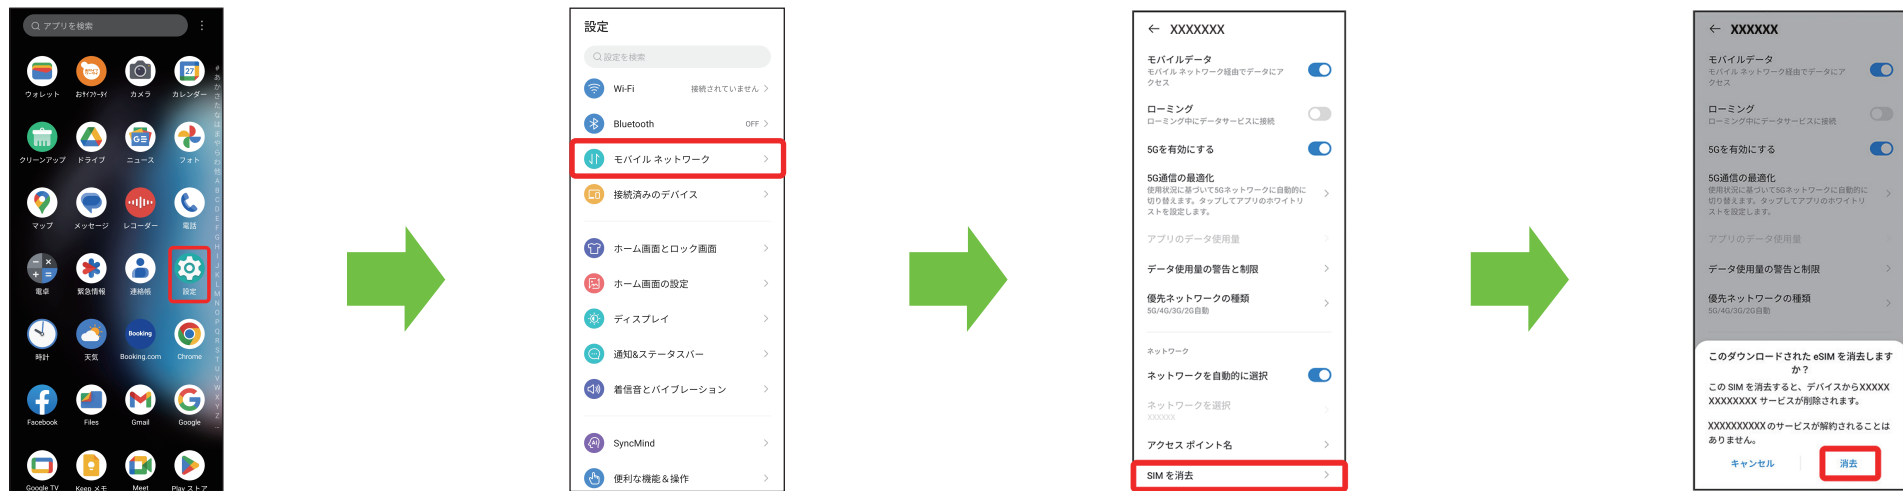 アプリを検索
ウォレット
おサイフケータイ
カメラ
27
カレンダー
クリーンアップ
ドライブ
ニュース
フォト
マップ
メッセージ
レコーダー
電話
電卓
緊急情報
連絡帳
設定
時計
天気
Booking
Booking.com
Chrome
Facebook
Files
Gmail
Google
Google TV
Keep メモ
Meet
Play ストア
#
あ
か
さ
た
な
は
ま
や
ら
わ
他
A
B
C
D
E
F
G
H
I
J
K
L
M
N
O
P
Q
R
S
T
U
V
W
X
Y
Z
設定
設定を検索
Wi-Fi 接続されていません
Bluetooth OFF
モバイル ネットワーク
接続済みのデバイス
ホーム画面とロック画面
ホーム画面の設定
ディスプレイ
通知&ステータスバー
着信音とバイブレーション
SyncMind
便利な機能＆操作
← XXXXXXX
モバイルデータ
モバイル ネットワーク経由でデータにア
クセス
ローミング
ローミング中にデータサービスに接続
5Gを有効にする
5G通信の最適化
使用状況に基づいて5Gネットワークに自動的に
切り替えます。タップしてアプリのホワイトリ
ストを設定します。
アプリのデータ使用量
データ使用量の警告と制限
優先ネットワークの種類
5G/4G/3G/2G自動
ネットワーク
ネットワークを自動的に選択
ネットワークを選択
XXXXXX
アクセス ポイント名
SIM を消去
← XXXXXX
モバイルデータ
モバイル ネットワーク経由でデータにア
クセス
ローミング
ローミング中にデータサービスに接続
5Gを有効にする
5G通信の最適化
使用状況に基づいて5Gネットワークに自動的に
切り替えます。タップしてアプリのホワイトリ
ストを設定します。
アプリのデータ使用量
データ使用量の警告と制限
優先ネットワークの種類
5G/4G/3G/2G自動
このダウンロードされた eSIM を消去します
か？
この SIM を消去すると、デバイスからXXXXX
XXXXXXXX サービスが削除されます。
XXXXXXXXXXのサービスが解約されることは
ありません。
キャンセル 消去